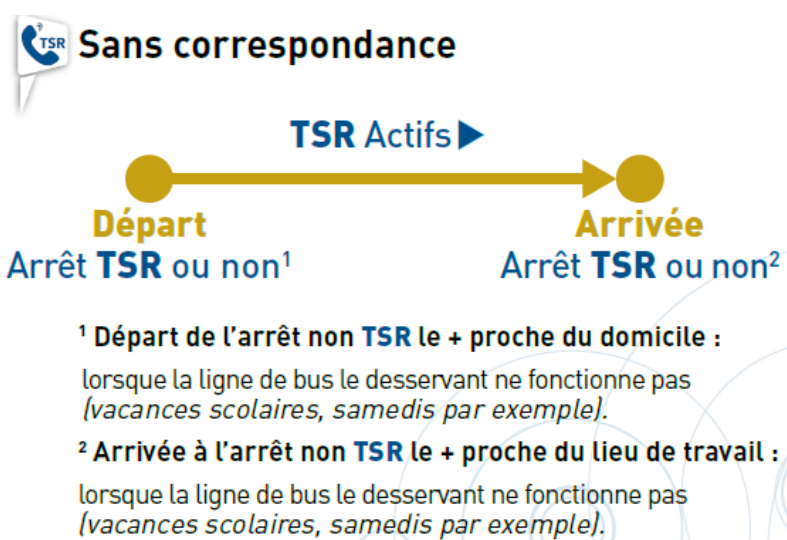 TSR Sans correspondance
TSR Actifs
Départ
Arrivée
Arrêt TSR ou non¹
Arrêt TSR ou non²
¹ Départ de l'arrêt non TSR le + proche du domicile :
lorsque la ligne de bus le desservant ne fonctionne pas
(vacances scolaires, samedis par exemple).
² Arrivée à l'arrêt non TSR le + proche du lieu de travail :
lorsque la ligne de bus le desservant ne fonctionne pas
(vacances scolaires, samedis par exemple).